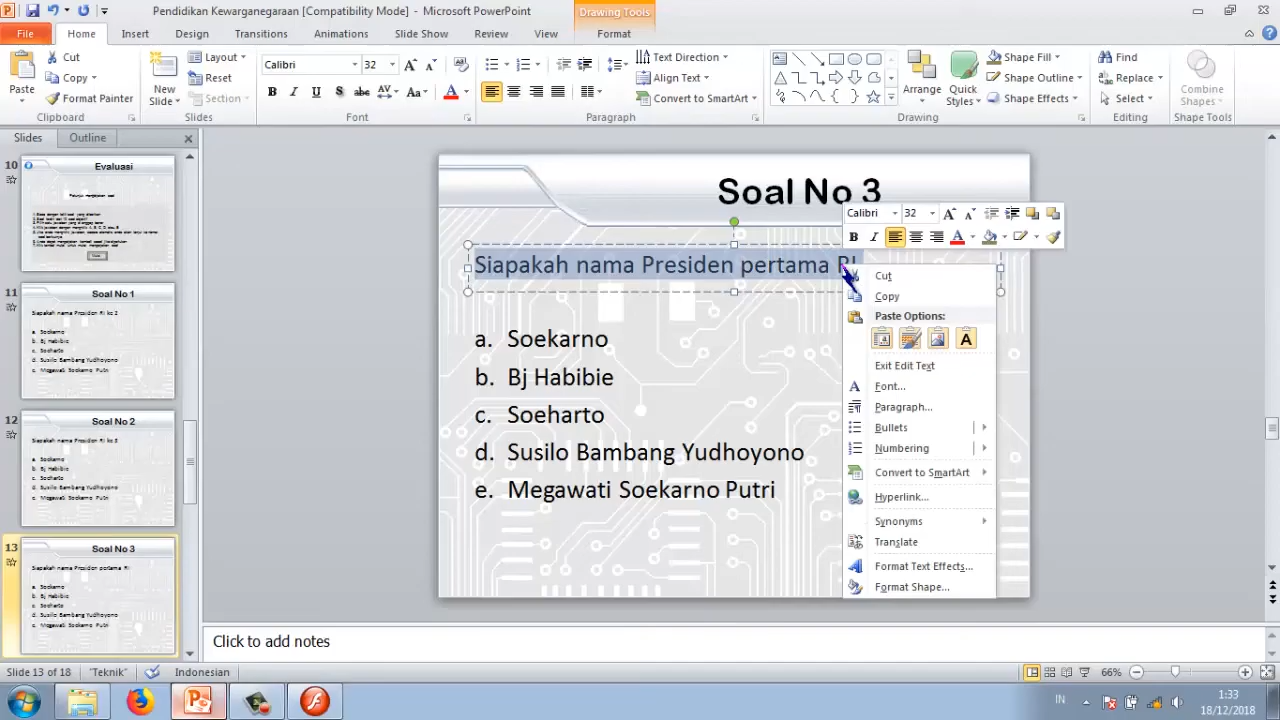 Pendidikan Kewarganegaraan [Compatibility Mode] - Microsoft PowerPoint
Drawing Tools
File Home Insert Design Transitions Animations Slide Show Review View Format
Cut
Copy
Format Painter
Paste
Clipboard
New Slide
Layout
Reset
Section
Slides
Calibri 32
Font
Text Direction
Align Text
Convert to SmartArt
Paragraph
Arrange
Quick Styles
Shape Fill
Shape Outline
Shape Effects
Drawing
Find
Replace
Select
Editing
Combine Shapes
Shape Tools
Slides Outline
10
Evaluasi
11
Soal No 1
Siapakah nama Presiden RI ke 2
a. Soekarno
b. Bj Habibie
c. Soeharto
d. Susilo Bambang Yudhoyono
e. Megawati Soekarno Putri
12
Soal No 2
Siapakah nama Presiden RI ke 3
a. Soekarno
b. Bj Habibie
c. Soeharto
d. Susilo Bambang Yudhoyono
e. Megawati Soekarno Putri
13
Soal No 3
Siapakah nama Presiden pertama RI
a. Soekarno
b. Bj Habibie
c. Soeharto
d. Susilo Bambang Yudhoyono
e. Megawati Soekarno Putri
Soal No 3
Siapakah nama Presiden pertama RI
a. Soekarno
b. Bj Habibie
c. Soeharto
d. Susilo Bambang Yudhoyono
e. Megawati Soekarno Putri
Calibri 32
Cut
Copy
Paste Options:
Exit Edit Text
Font...
Paragraph...
Bullets
Numbering
Convert to SmartArt
Hyperlink...
Synonyms
Translate
Format Text Effects...
Format Shape...
Click to add notes
Slide 13 of 18 "Teknik" Indonesian 66%
IN
1:33
18/12/2018